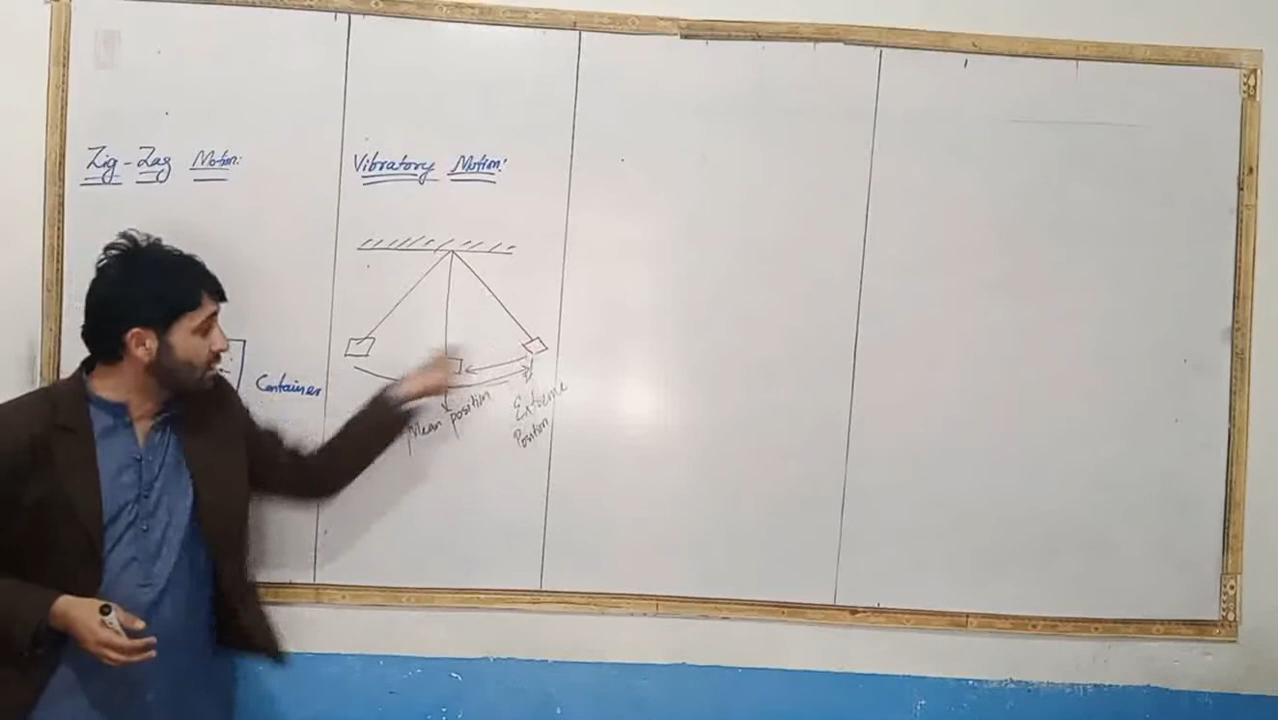 Zig-Zag Motion:
Container
Vibratory Motion:
Mean position
Extreme
Position